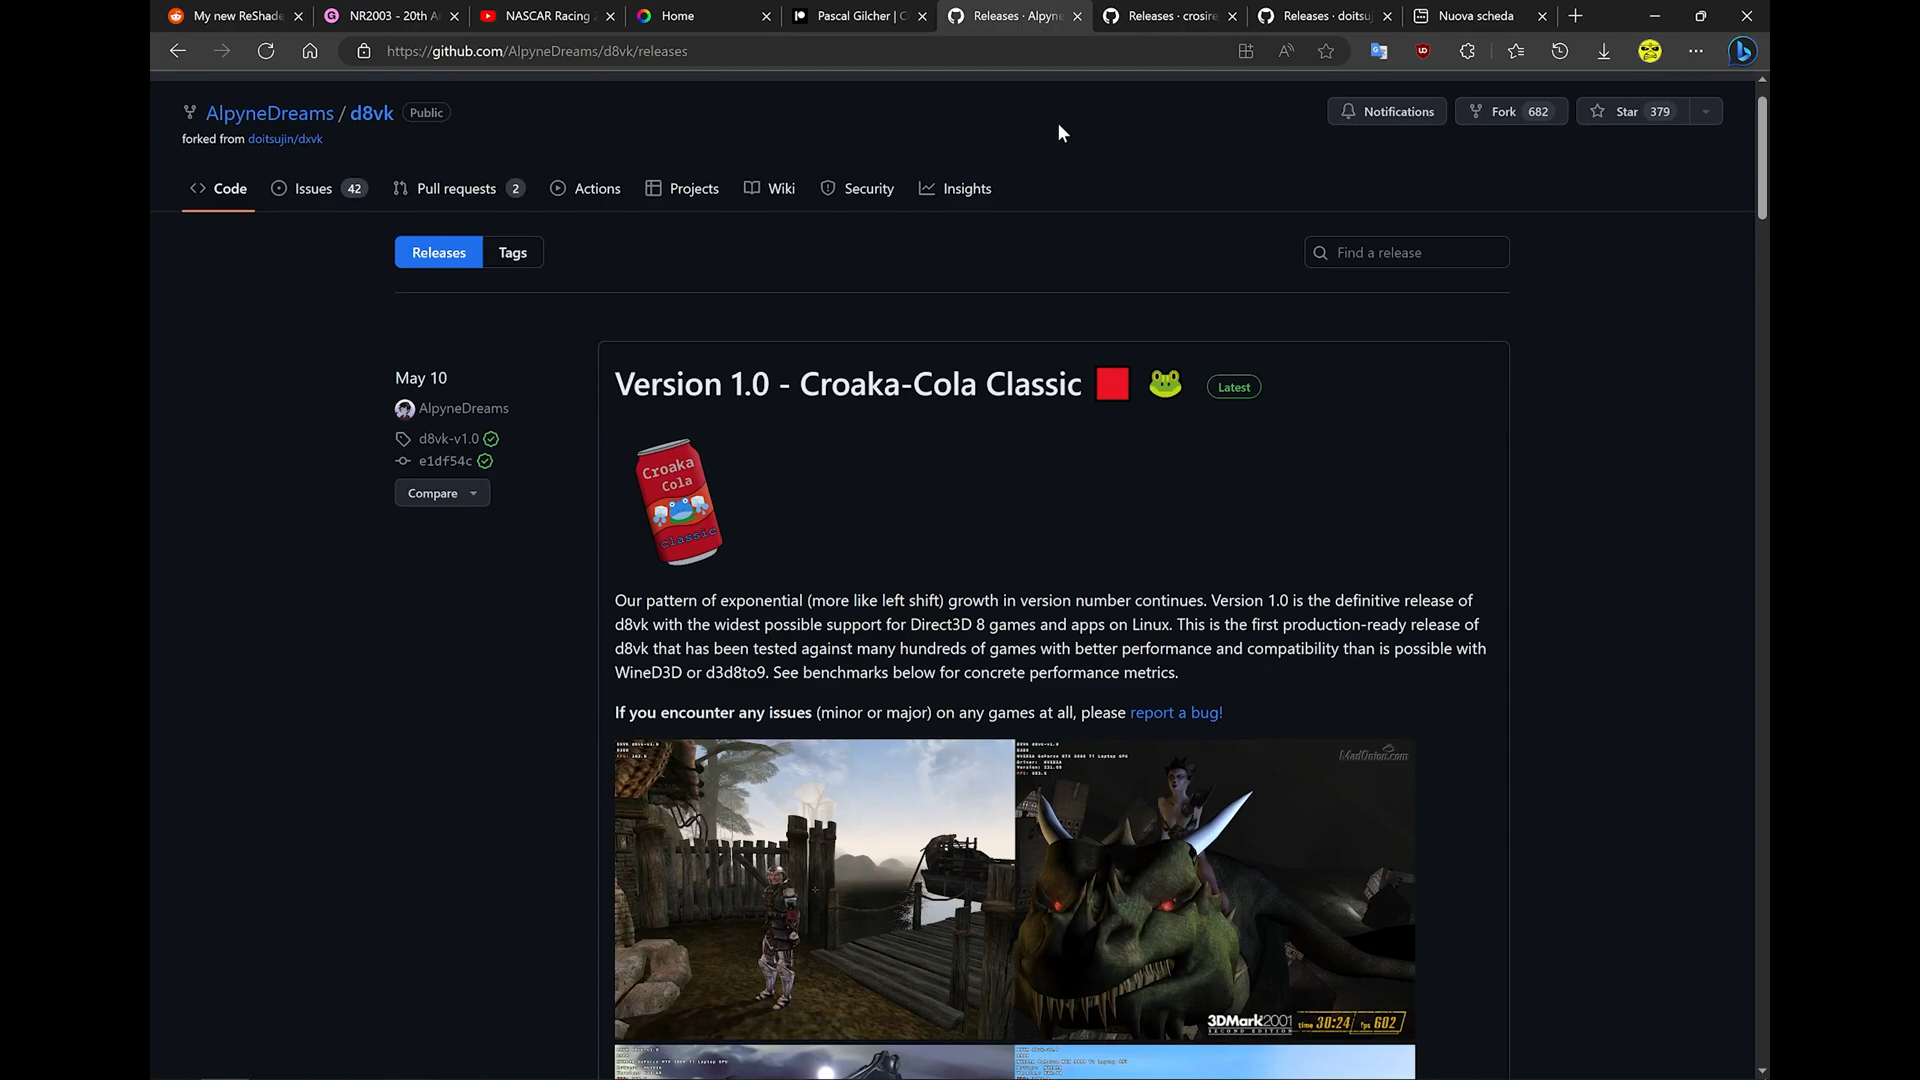 My new ReShade
NR2003 - 20th A
NASCAR Racing
Home
Pascal Gilcher | C
Releases · Alpyne
Releases · crosire
Releases · doitsuj
Nuova scheda
https://github.com/AlpyneDreams/d8vk/releases
AlpyneDreams / d8vk Public
Notifications
Fork 682
Star 379
forked from doitsujin/dxvk
Code
Issues 42
Pull requests 2
Actions
Projects
Wiki
Security
Insights
Releases
Tags
Find a release
May 10
AlpyneDreams
d8vk-v1.0
e1df54c
Compare
Version 1.0 - Croaka-Cola Classic 🟥 🐸 Latest
Croaka
Cola
classic
Our pattern of exponential (more like left shift) growth in version number continues. Version 1.0 is the definitive release of
d8vk with the widest possible support for Direct3D 8 games and apps on Linux. This is the first production-ready release of
d8vk that has been tested against many hundreds of games with better performance and compatibility than is possible with
WineD3D or d3d8to9. See benchmarks below for concrete performance metrics.
If you encounter any issues (minor or major) on any games at all, please report a bug!
MadOnion.com
3DMark2001
SECOND EDITION
time 30:24 fps 602